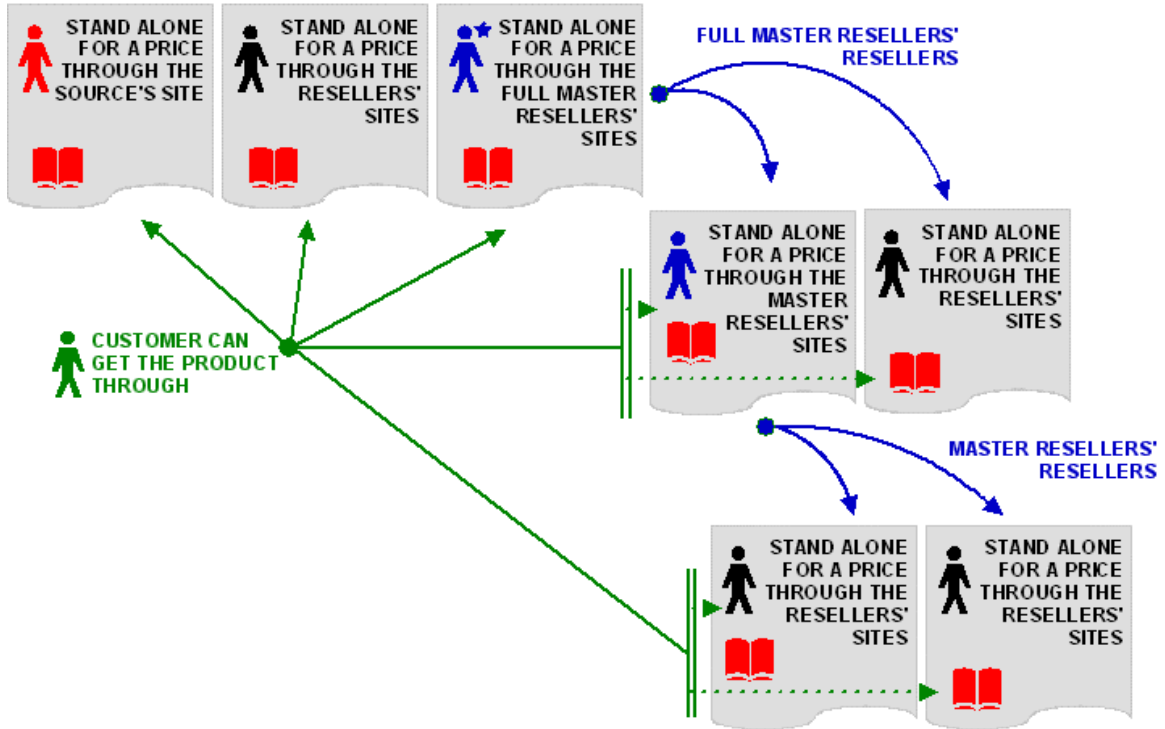 STAND ALONE
FOR A PRICE
THROUGH THE
SOURCE'S SITE
STAND ALONE
FOR A PRICE
THROUGH THE
RESELLERS'
SITES
STAND ALONE
FOR A PRICE
THROUGH
FULL MASTER
RESELLERS'
SITES
FULL MASTER RESELLERS'
RESELLERS
STAND ALONE
FOR A PRICE
THROUGH THE
MASTER
RESELLERS'
SITES
STAND ALONE
FOR A PRICE
THROUGH THE
RESELLERS'
SITES
CUSTOMER CAN
GET THE PRODUCT
THROUGH
MASTER RESELLERS'
RESELLERS
STAND ALONE
FOR A PRICE
THROUGH THE
RESELLERS'
SITES
STAND ALONE
FOR A PRICE
THROUGH THE
RESELLERS'
SITES